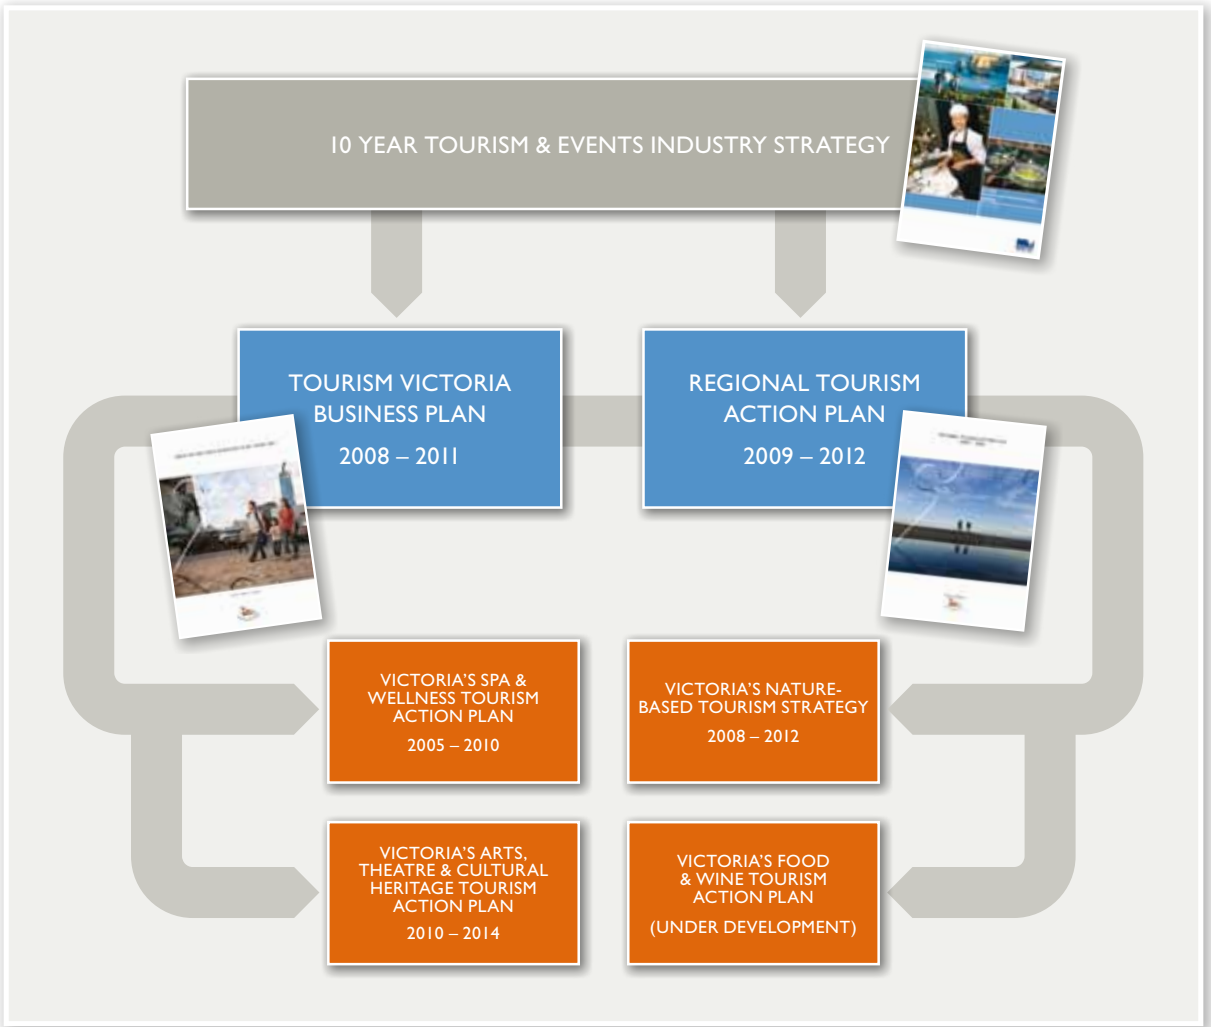 10 YEAR TOURISM & EVENTS INDUSTRY STRATEGY
TOURISM VICTORIA
BUSINESS PLAN
2008 – 2011
REGIONAL TOURISM
ACTION PLAN
2009 – 2012
VICTORIA'S SPA &
WELLNESS TOURISM
ACTION PLAN
2005 – 2010
VICTORIA'S NATURE-
BASED TOURISM STRATEGY
2008 – 2012
VICTORIA'S ARTS,
THEATRE & CULTURAL
HERITAGE TOURISM
ACTION PLAN
2010 – 2014
VICTORIA'S FOOD
& WINE TOURISM
ACTION PLAN
(UNDER DEVELOPMENT)